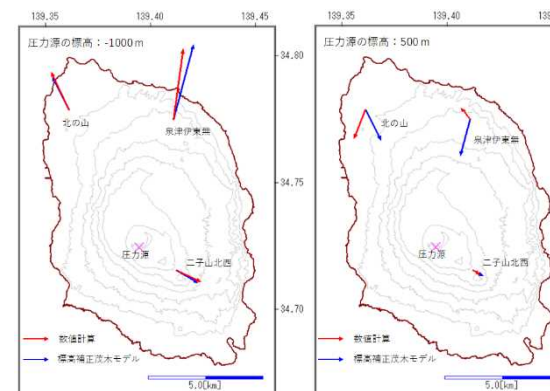 139.35 139.40 139.45
圧力源の標高：-1000m
34.80
北の山
泉津伊東無
34.75
圧力源
二子山北西
34.70
数値計算
標高補正茂木モデル
5.0[km]
139.35 139.40
圧力源の標高：500m
北の山
泉津伊東無
圧力源
二子山北西
数値計算
標高補正茂木モデル
5.0[km]